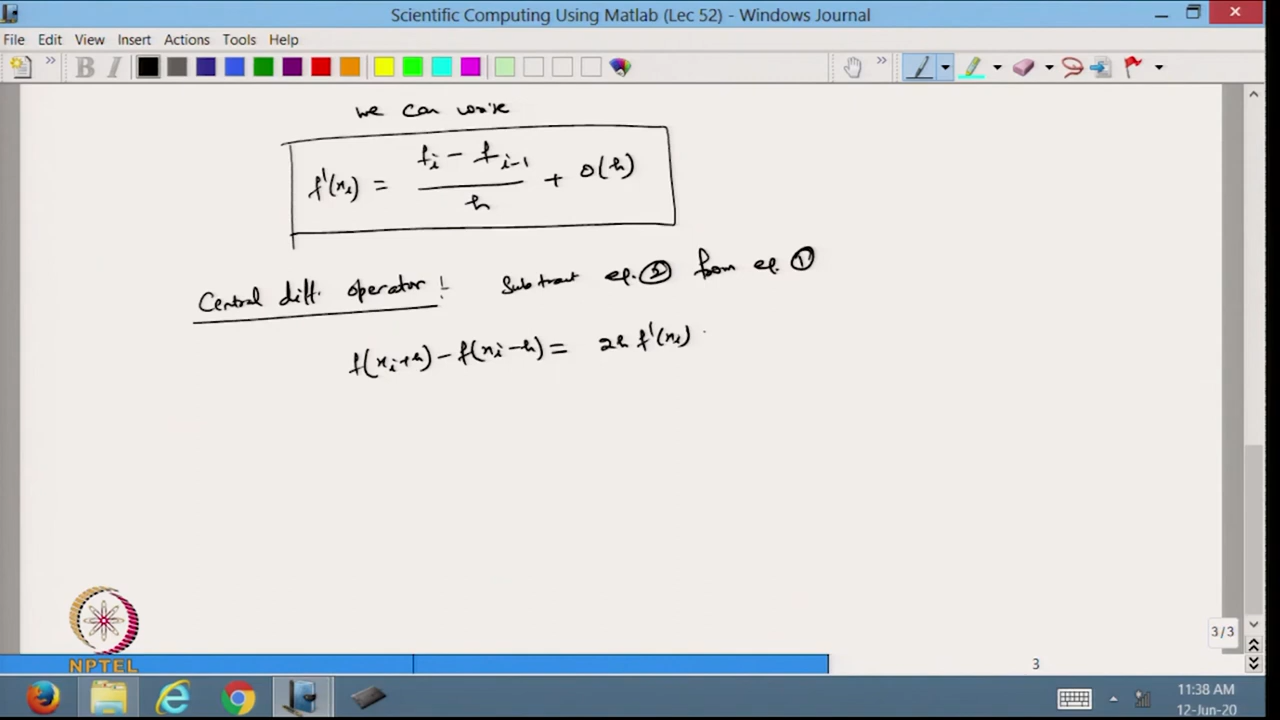 Scientific Computing Using Matlab (Lec 52) - Windows Journal
File Edit View Insert Actions Tools Help
we can write
f'(xᵢ) = (fᵢ - fᵢ₋₁)/h + O(h)
Central diff. operator: Subtract eq. ② from eq. ①
f(xᵢ+h) - f(xᵢ-h) = 2h f'(xᵢ)
NPTEL
3/3
3
11:38 AM
12-Jun-20